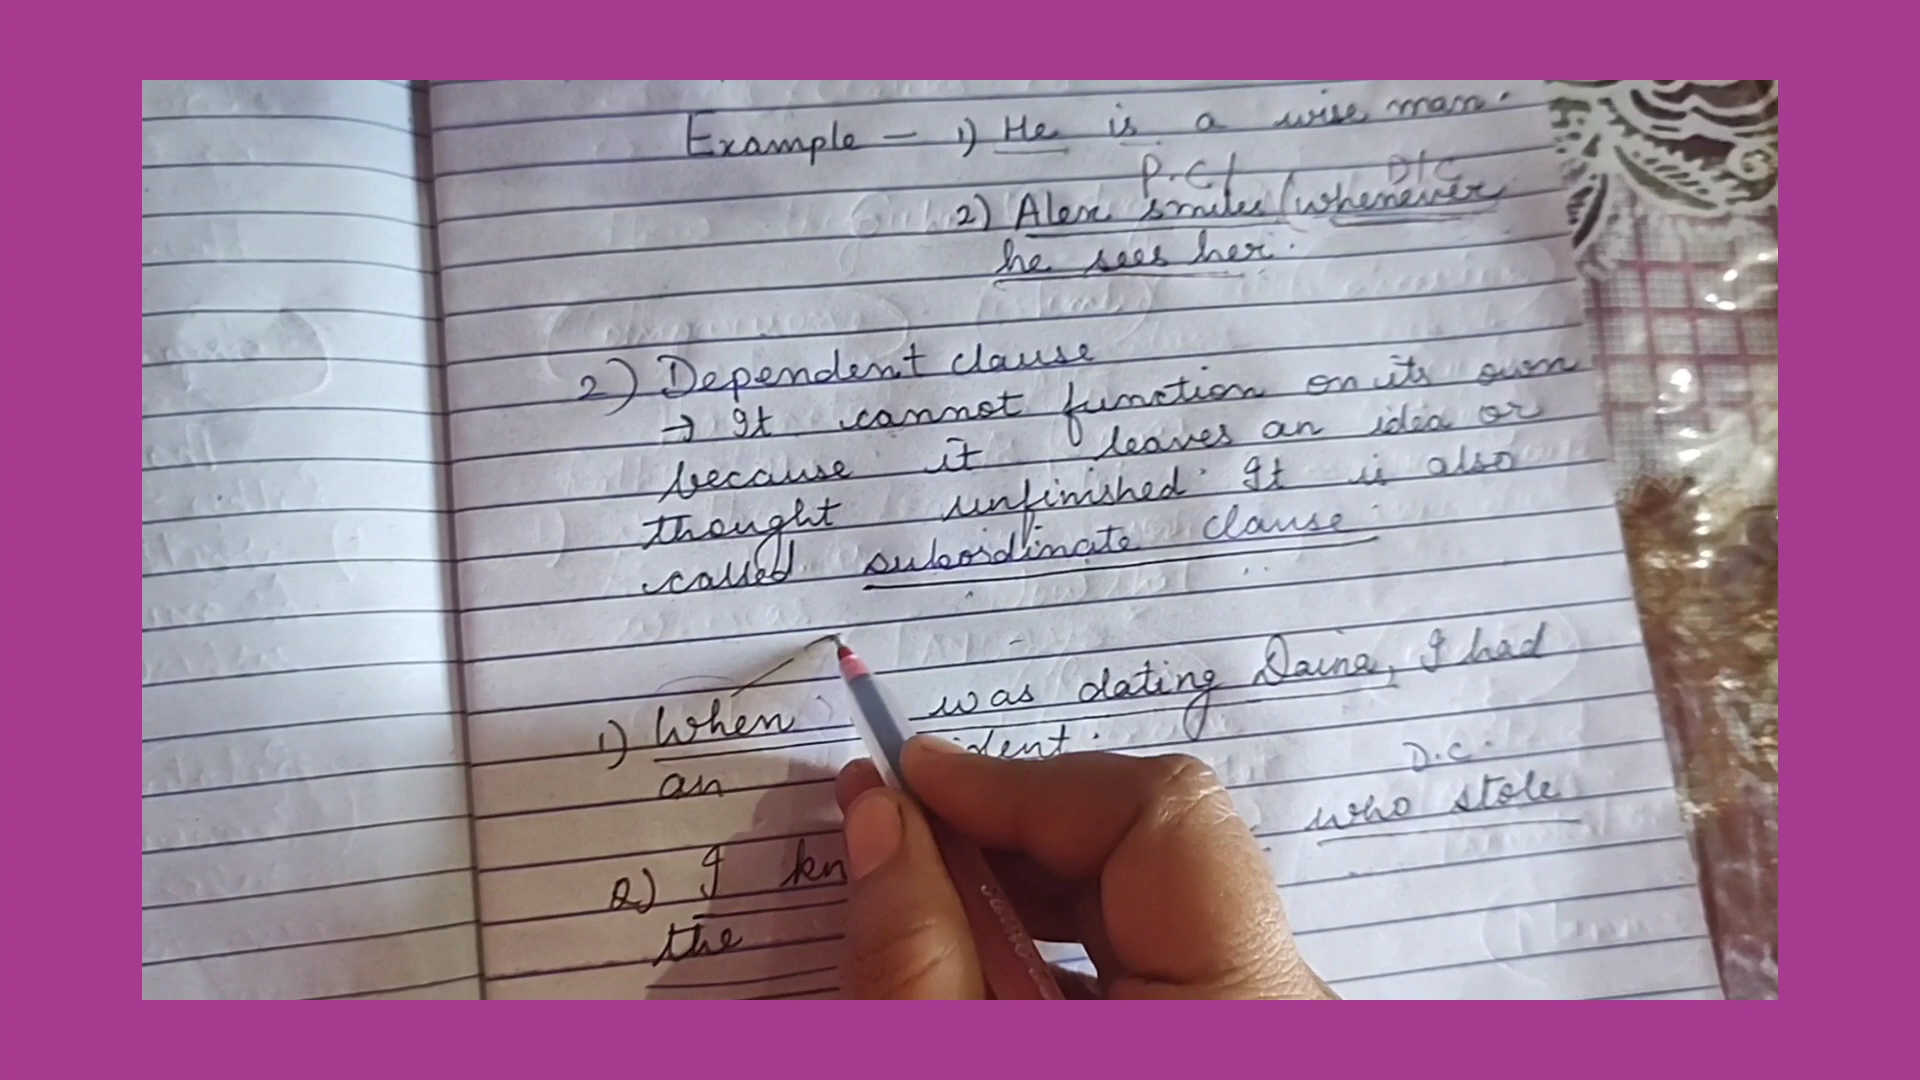 Example - 1) He is a wise man.
P.C/ D/C
2) Alex smiles (whenever
he sees her.
2) Dependent clause
→ It cannot function on its own
because it leaves an idea or
thought unfinished. It is also
called subordinate clause.
1) When was dating Daina, I had
an
D.C.
2) I who stole
the